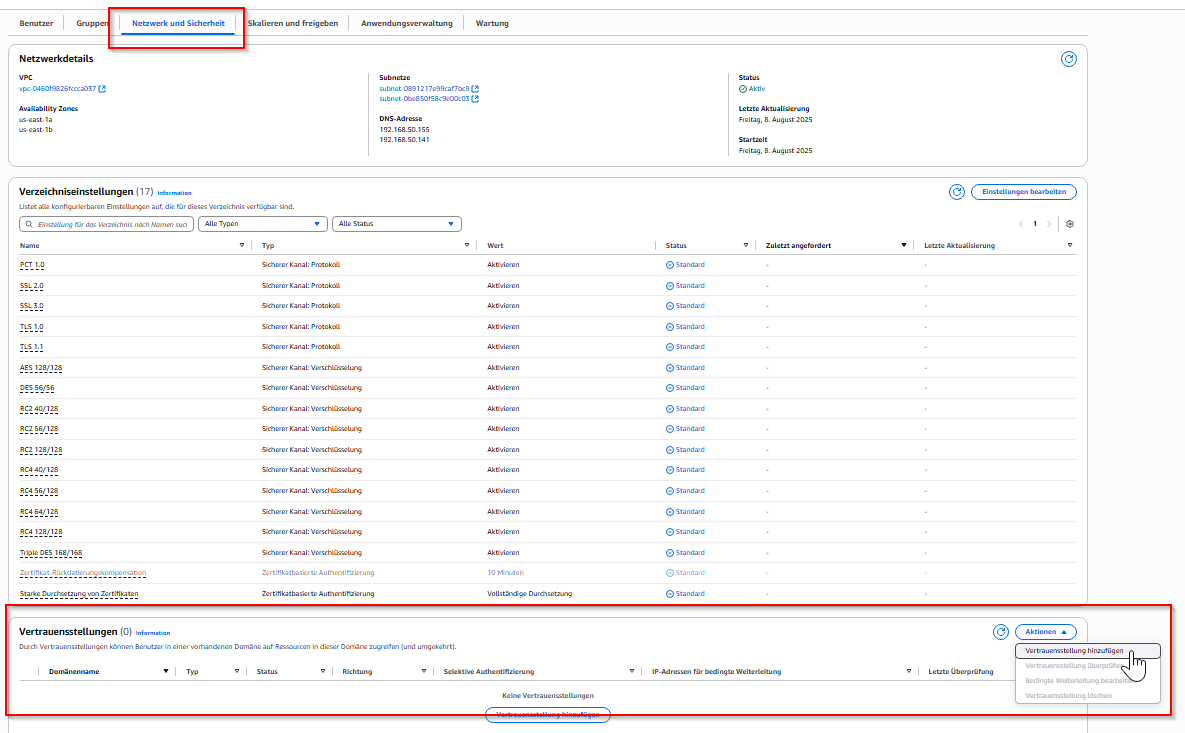 Benutzer Gruppen Netzwerk und Sicherheit Skalieren und freigeben Anwendungsverwaltung Wartung
Netzwerkdetails
VPC
vpc-0460f9826fccca037
Availability Zones
us-east-1a
us-east-1b
Subnetze
subnet-0891217e99caf7bc9
subnet-0be850f58c9e00c03
DNS-Adresse
192.168.50.155
192.168.50.141
Status
Aktiv
Letzte Aktualisierung
Freitag, 8. August 2025
Startzeit
Freitag, 8. August 2025
Verzeichniseinstellungen (17) Information
Einstellungen bearbeiten
Listet alle konfigurierbaren Einstellungen auf, die für dieses Verzeichnis verfügbar sind.
Einstellung für das Verzeichnis nach Namen sucl Alle Typen Alle Status 1
Name Typ Wert Status Zuletzt angefordert Letzte Aktualisierung
PCT 1.0 Sicherer Kanal: Protokoll Aktivieren Standard - -
SSL 2.0 Sicherer Kanal: Protokoll Aktivieren Standard - -
SSL 3.0 Sicherer Kanal: Protokoll Aktivieren Standard - -
TLS 1.0 Sicherer Kanal: Protokoll Aktivieren Standard - -
TLS 1.1 Sicherer Kanal: Protokoll Aktivieren Standard - -
AES 128/128 Sicherer Kanal: Verschlüsselung Aktivieren Standard - -
DES 56/56 Sicherer Kanal: Verschlüsselung Aktivieren Standard - -
RC2 40/128 Sicherer Kanal: Verschlüsselung Aktivieren Standard - -
RC2 56/128 Sicherer Kanal: Verschlüsselung Aktivieren Standard - -
RC2 128/128 Sicherer Kanal: Verschlüsselung Aktivieren Standard - -
RC4 40/128 Sicherer Kanal: Verschlüsselung Aktivieren Standard - -
RC4 56/128 Sicherer Kanal: Verschlüsselung Aktivieren Standard - -
RC4 64/128 Sicherer Kanal: Verschlüsselung Aktivieren Standard - -
RC4 128/128 Sicherer Kanal: Verschlüsselung Aktivieren Standard - -
Triple DES 168/168 Sicherer Kanal: Verschlüsselung Aktivieren Standard - -
Zertifikat-Rückdatierungskompensation Zertifikatbasierte Authentifizierung 10 Minuten Standard - -
Starke Durchsetzung von Zertifikaten Zertifikatbasierte Authentifizierung Vollständige Durchsetzung Standard - -
Vertrauensstellungen (0) Information
Aktionen
Durch Vertrauensstellungen können Benutzer in einer vorhandenen Domäne auf Ressourcen in dieser Domäne zugreifen (und umgekehrt).
Vertrauensstellung hinzufügen
Vertrauensstellung überprüfen
Bedingte Weiterleitung bearbeiten
Vertrauensstellung löschen
Domänenname Typ Status Richtung Selektive Authentifizierung IP-Adressen für bedingte Weiterleitung Letzte Überprüfung
Keine Vertrauensstellungen
Vertrauensstellung hinzufügen